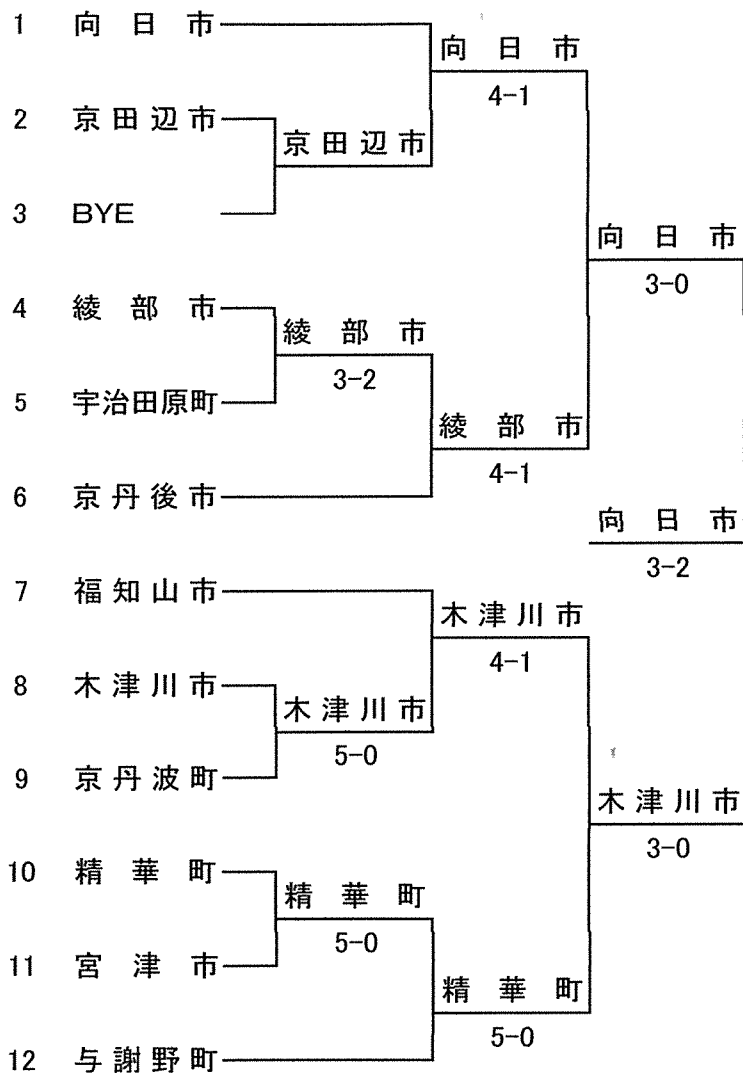 1 向日市
向日市
4-1
2 京田辺市
京田辺市
3 BYE
向日市
3-0
4 綾部市
綾部市
3-2
5 宇治田原町
綾部市
4-1
6 京丹後市
向日市
3-2
7 福知山市
木津川市
4-1
8 木津川市
木津川市
5-0
9 京丹波町
木津川市
3-0
10 精華町
精華町
5-0
11 宮津市
精華町
5-0
12 与謝野町